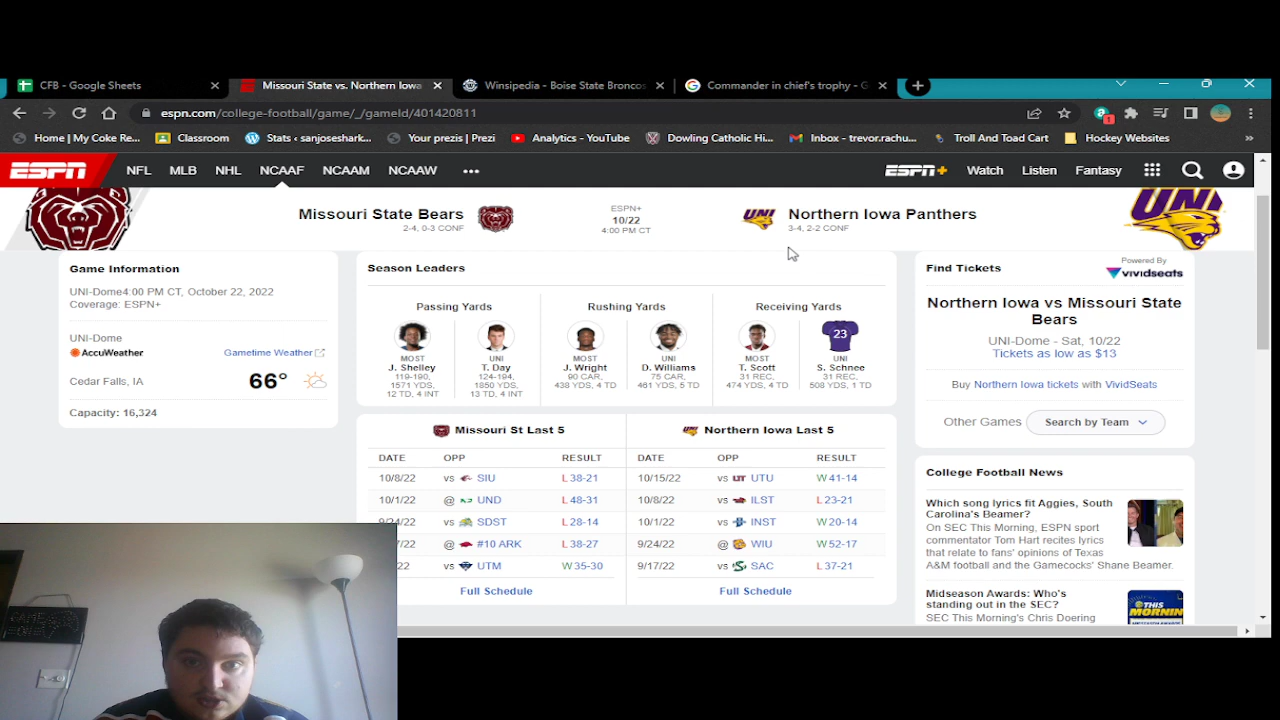 CFB - Google Sheets
Missouri State vs. Northern Iowa
Winsipedia - Boise State Broncos
Commander in chief's trophy - G
espn.com/college-football/game/_/gameId/401420811
Home | My Coke Re...
Classroom
Stats ‹ sanjoseshark...
Your prezis | Prezi
Analytics - YouTube
Dowling Catholic Hi...
Inbox - trevor.rachu...
Troll And Toad Cart
Hockey Websites
»
ESPN
NFL
MLB
NHL
NCAAF
NCAAM
NCAAW
ESPN+
Watch
Listen
Fantasy
Missouri State Bears
2-4, 0-3 CONF
ESPN+
10/22
4:00 PM CT
UNI
Northern Iowa Panthers
3-4, 2-2 CONF
UNI
Game Information
UNI-Dome4:00 PM CT, October 22, 2022
Coverage: ESPN+
UNI-Dome
AccuWeather
Gametime Weather
Cedar Falls, IA
66°
Capacity: 16,324
Season Leaders
Passing Yards
Rushing Yards
Receiving Yards
MOST
J. Shelley
119-190,
1571 YDS,
12 TD, 4 INT
UNI
T. Day
124-194,
1850 YDS,
13 TD, 4 INT
MOST
J. Wright
90 CAR,
438 YDS, 4 TD
UNI
D. Williams
75 CAR,
461 YDS, 5 TD
MOST
T. Scott
31 REC,
474 YDS, 4 TD
23
UNI
S. Schnee
31 REC,
508 YDS, 1 TD
Missouri St Last 5
DATE OPP RESULT
10/8/22 vs SIU L 38-21
10/1/22 @ UND L 48-31
9/24/22 vs SDST L 28-14
7/22 @ #10 ARK L 38-27
22 vs UTM W 35-30
Full Schedule
Northern Iowa Last 5
DATE OPP RESULT
10/15/22 vs UTU W 41-14
10/8/22 vs ILST L 23-21
10/1/22 vs INST W 20-14
9/24/22 @ WIU W 52-17
9/17/22 vs SAC L 37-21
Full Schedule
Find Tickets
Powered By
vividseats
Northern Iowa vs Missouri State
Bears
UNI-Dome - Sat, 10/22
Tickets as low as $13
Buy Northern Iowa tickets with VividSeats
Other Games
Search by Team
College Football News
Which song lyrics fit Aggies, South
Carolina's Beamer?
On SEC This Morning, ESPN sport
commentator Tom Hart recites lyrics
that relate to fans' opinions of Texas
A&M football and the Gamecocks' Shane Beamer.
Midseason Awards: Who's
standing out in the SEC?
SEC This Morning's Chris Doering
THIS
MORNING